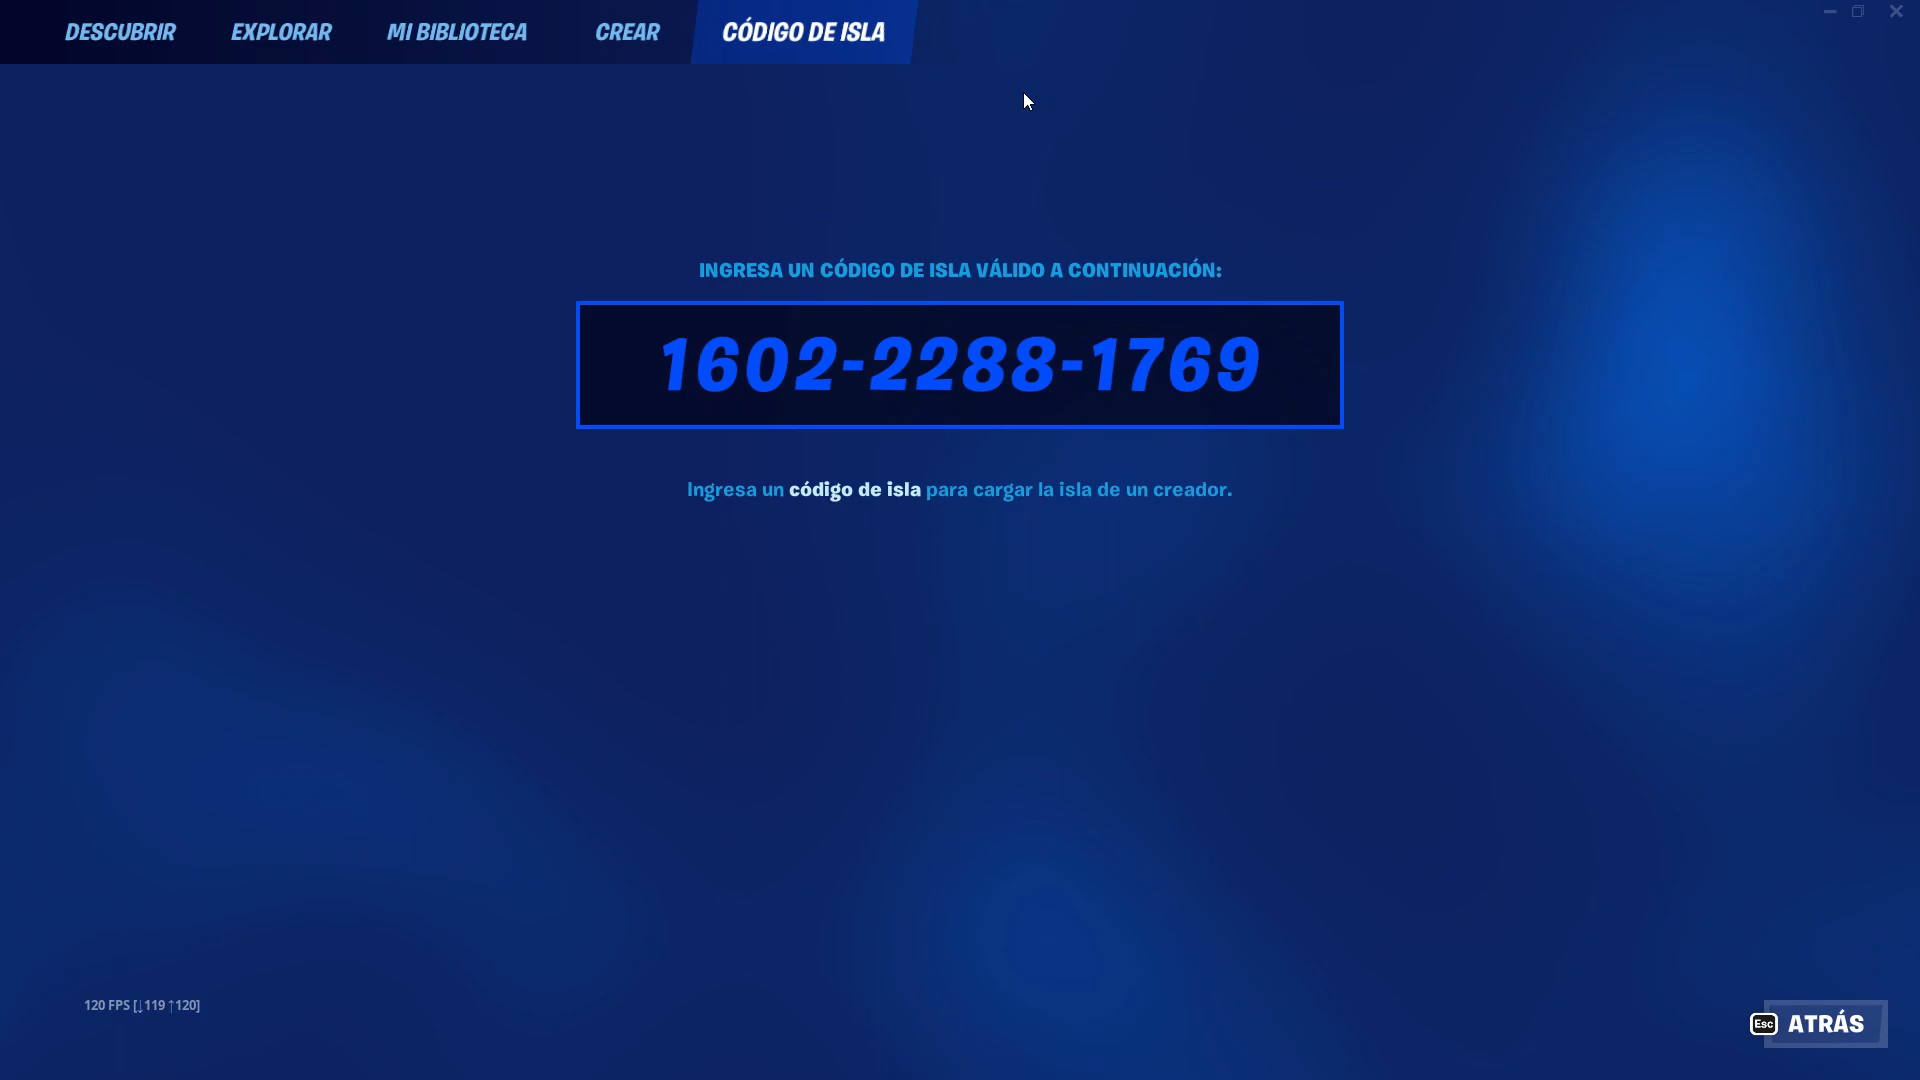 DESCUBRIR EXPLORAR MI BIBLIOTECA CREAR CÓDIGO DE ISLA
INGRESA UN CÓDIGO DE ISLA VÁLIDO A CONTINUACIÓN:
1602-2288-1769
Ingresa un código de isla para cargar la isla de un creador.
120 FPS [↓119 ↑120]
Esc ATRÁS